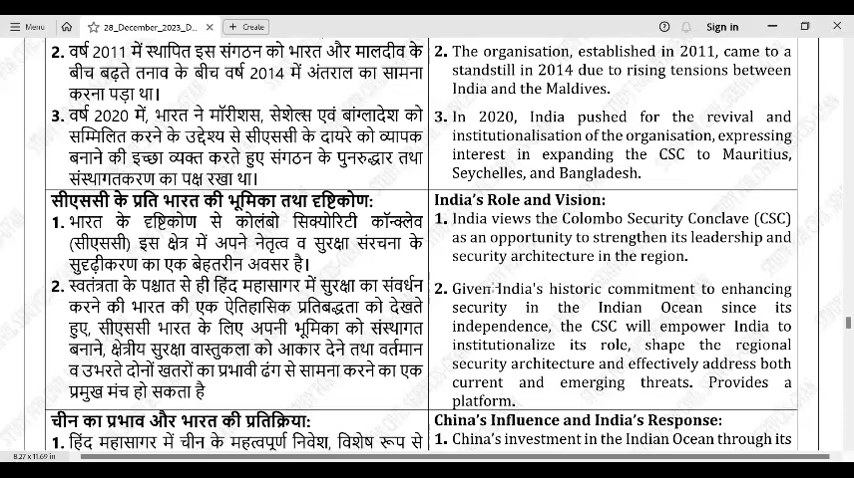 Menu
28_December_2023_D...
+ Create
Sign in
2. वर्ष 2011 में स्थापित इस संगठन को भारत और मालदीव के
बीच बढ़ते तनाव के बीच वर्ष 2014 में अंतराल का सामना
करना पड़ा था।
3. वर्ष 2020 में, भारत ने मॉरीशस, सेशेल्स एवं बांग्लादेश को
सम्मिलित करने के उद्देश्य से सीएससी के दायरे को व्यापक
बनाने की इच्छा व्यक्त करते हुए संगठन के पुनरुद्धार तथा
संस्थागतकरण का पक्ष रखा था।
सीएससी के प्रति भारत की भूमिका तथा दृष्टिकोण:
1. भारत के दृष्टिकोण से कोलंबो सिक्योरिटी कॉन्क्लेव
(सीएससी) इस क्षेत्र में अपने नेतृत्व व सुरक्षा संरचना के
सुदृढ़ीकरण का एक बेहतरीन अवसर है।
2. स्वतंत्रता के पश्चात से ही हिंद महासागर में सुरक्षा का संवर्धन
करने की भारत की एक ऐतिहासिक प्रतिबद्धता को देखते
हुए, सीएससी भारत के लिए अपनी भूमिका को संस्थागत
बनाने, क्षेत्रीय सुरक्षा वास्तुकला को आकार देने तथा वर्तमान
व उभरते दोनों खतरों का प्रभावी ढंग से सामना करने का एक
प्रमुख मंच हो सकता है
चीन का प्रभाव और भारत की प्रतिक्रिया:
1. हिंद महासागर में चीन के महत्वपूर्ण निवेश, विशेष रूप से
2. The organisation, established in 2011, came to a
standstill in 2014 due to rising tensions between
India and the Maldives.
3. In 2020, India pushed for the revival and
institutionalisation of the organisation, expressing
interest in expanding the CSC to Mauritius,
Seychelles, and Bangladesh.
India's Role and Vision:
1. India views the Colombo Security Conclave (CSC)
as an opportunity to strengthen its leadership and
security architecture in the region.
2. Given India's historic commitment to enhancing
security in the Indian Ocean since its
independence, the CSC will empower India to
institutionalize its role, shape the regional
security architecture and effectively address both
current and emerging threats. Provides a
platform.
China's Influence and India's Response:
1. China's investment in the Indian Ocean through its
8.27 x 11.69 in